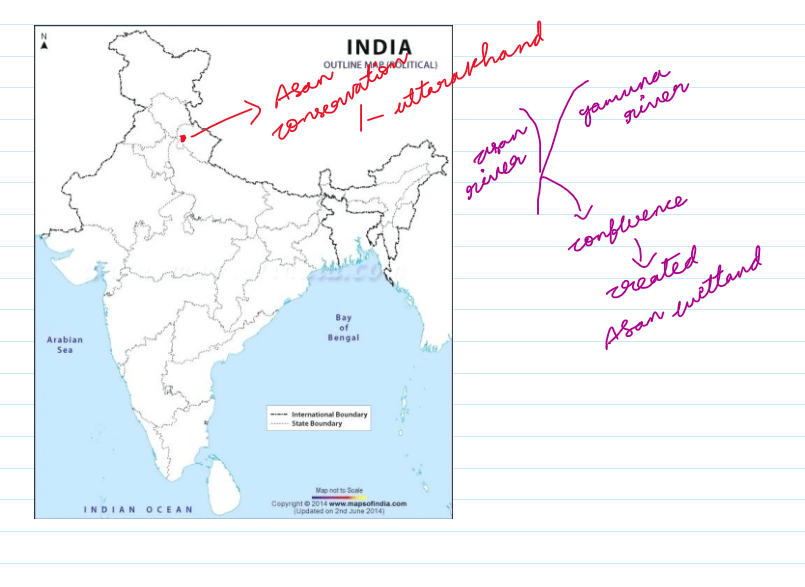 N
INDIA
OUTLINE MAP (POLITICAL)
Asan
conservation
1- uttarakhand
Arabian
Sea
Bay
of
Bengal
International Boundary
State Boundary
Map not to Scale
Copyright © 2014 www.mapsofindia.com
(Updated on 2nd June 2014)
INDIAN OCEAN
asan
river
yamuna
river
confluence
created
Asan wettand